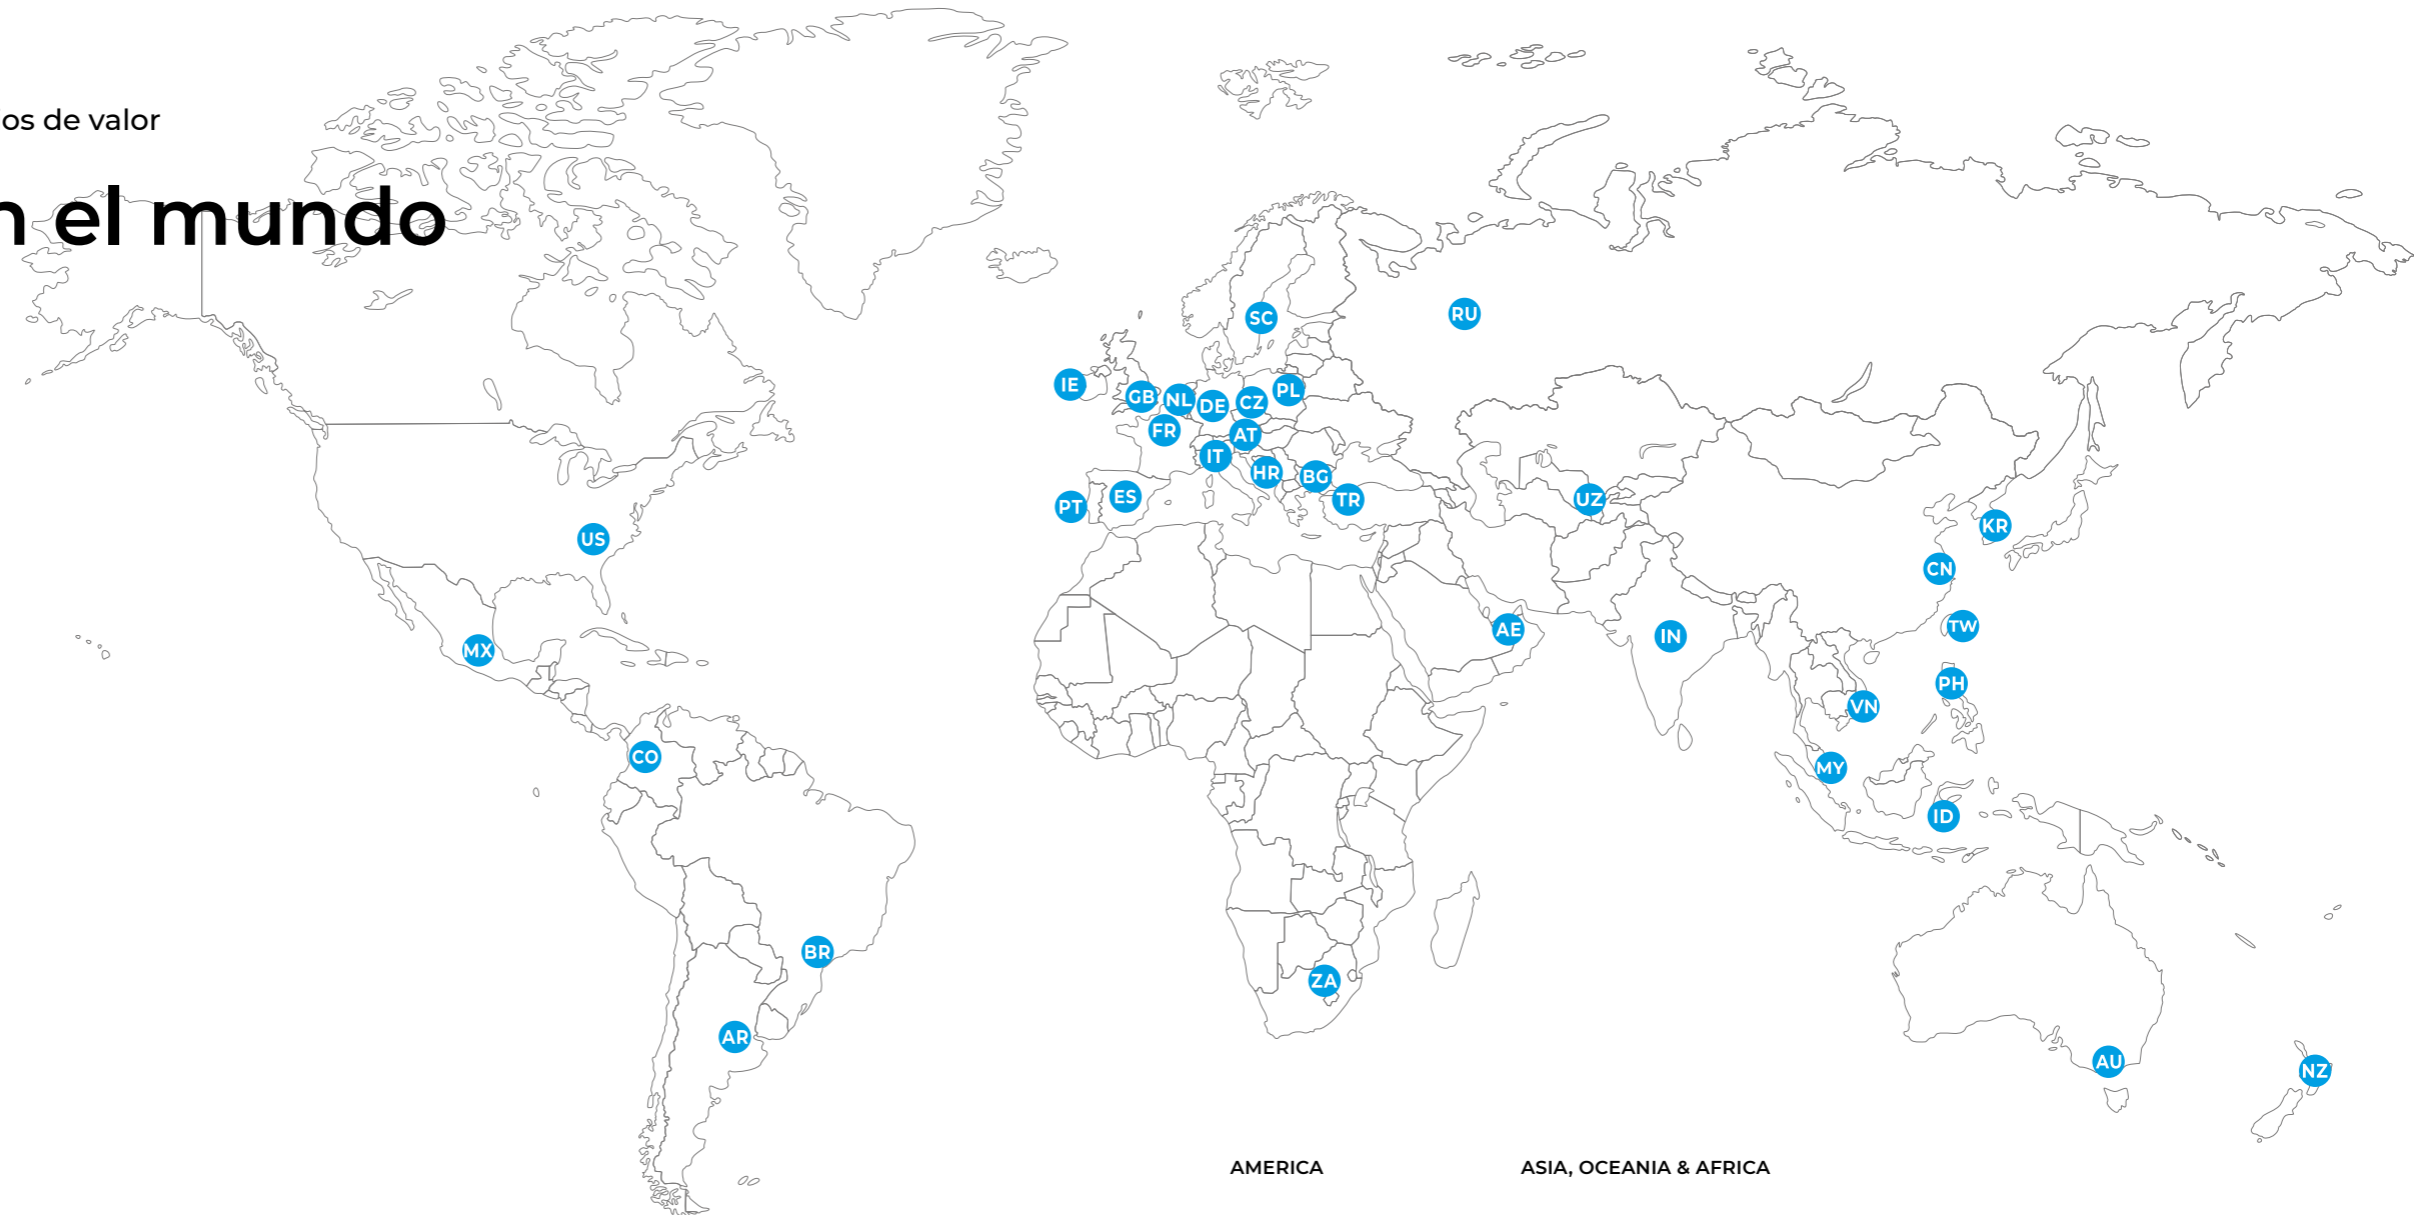 os de valor
n el mundo
SC
RU
IE
GB
NL
DE
CZ
PL
FR
AT
IT
HR
BG
PT
ES
TR
UZ
US
KR
CN
MX
AE
IN
TW
PH
VN
CO
MY
ID
BR
ZA
AR
AU
NZ
AMERICA
ASIA, OCEANIA & AFRICA